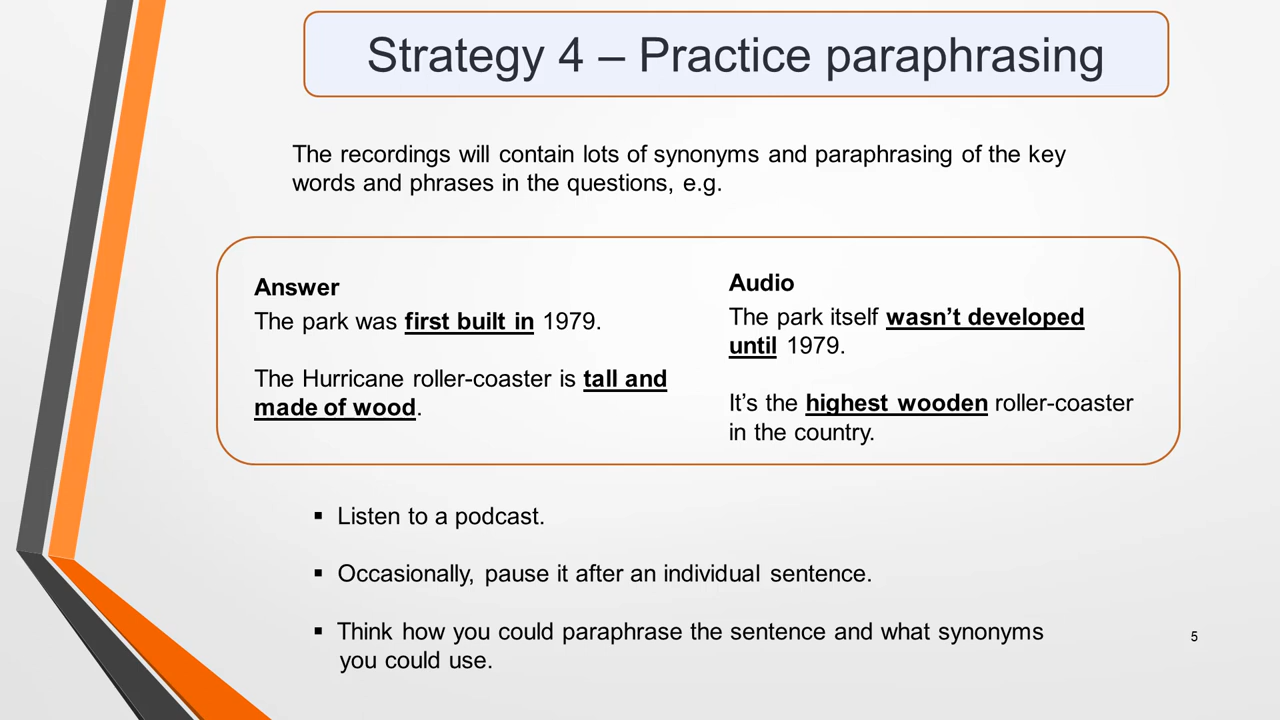 Strategy 4 – Practice paraphrasing
The recordings will contain lots of synonyms and paraphrasing of the key
words and phrases in the questions, e.g.
Answer
The park was first built in 1979.
The Hurricane roller-coaster is tall and
made of wood.
Audio
The park itself wasn’t developed
until 1979.
It’s the highest wooden roller-coaster
in the country.
▪ Listen to a podcast.
▪ Occasionally, pause it after an individual sentence.
▪ Think how you could paraphrase the sentence and what synonyms
you could use.
5